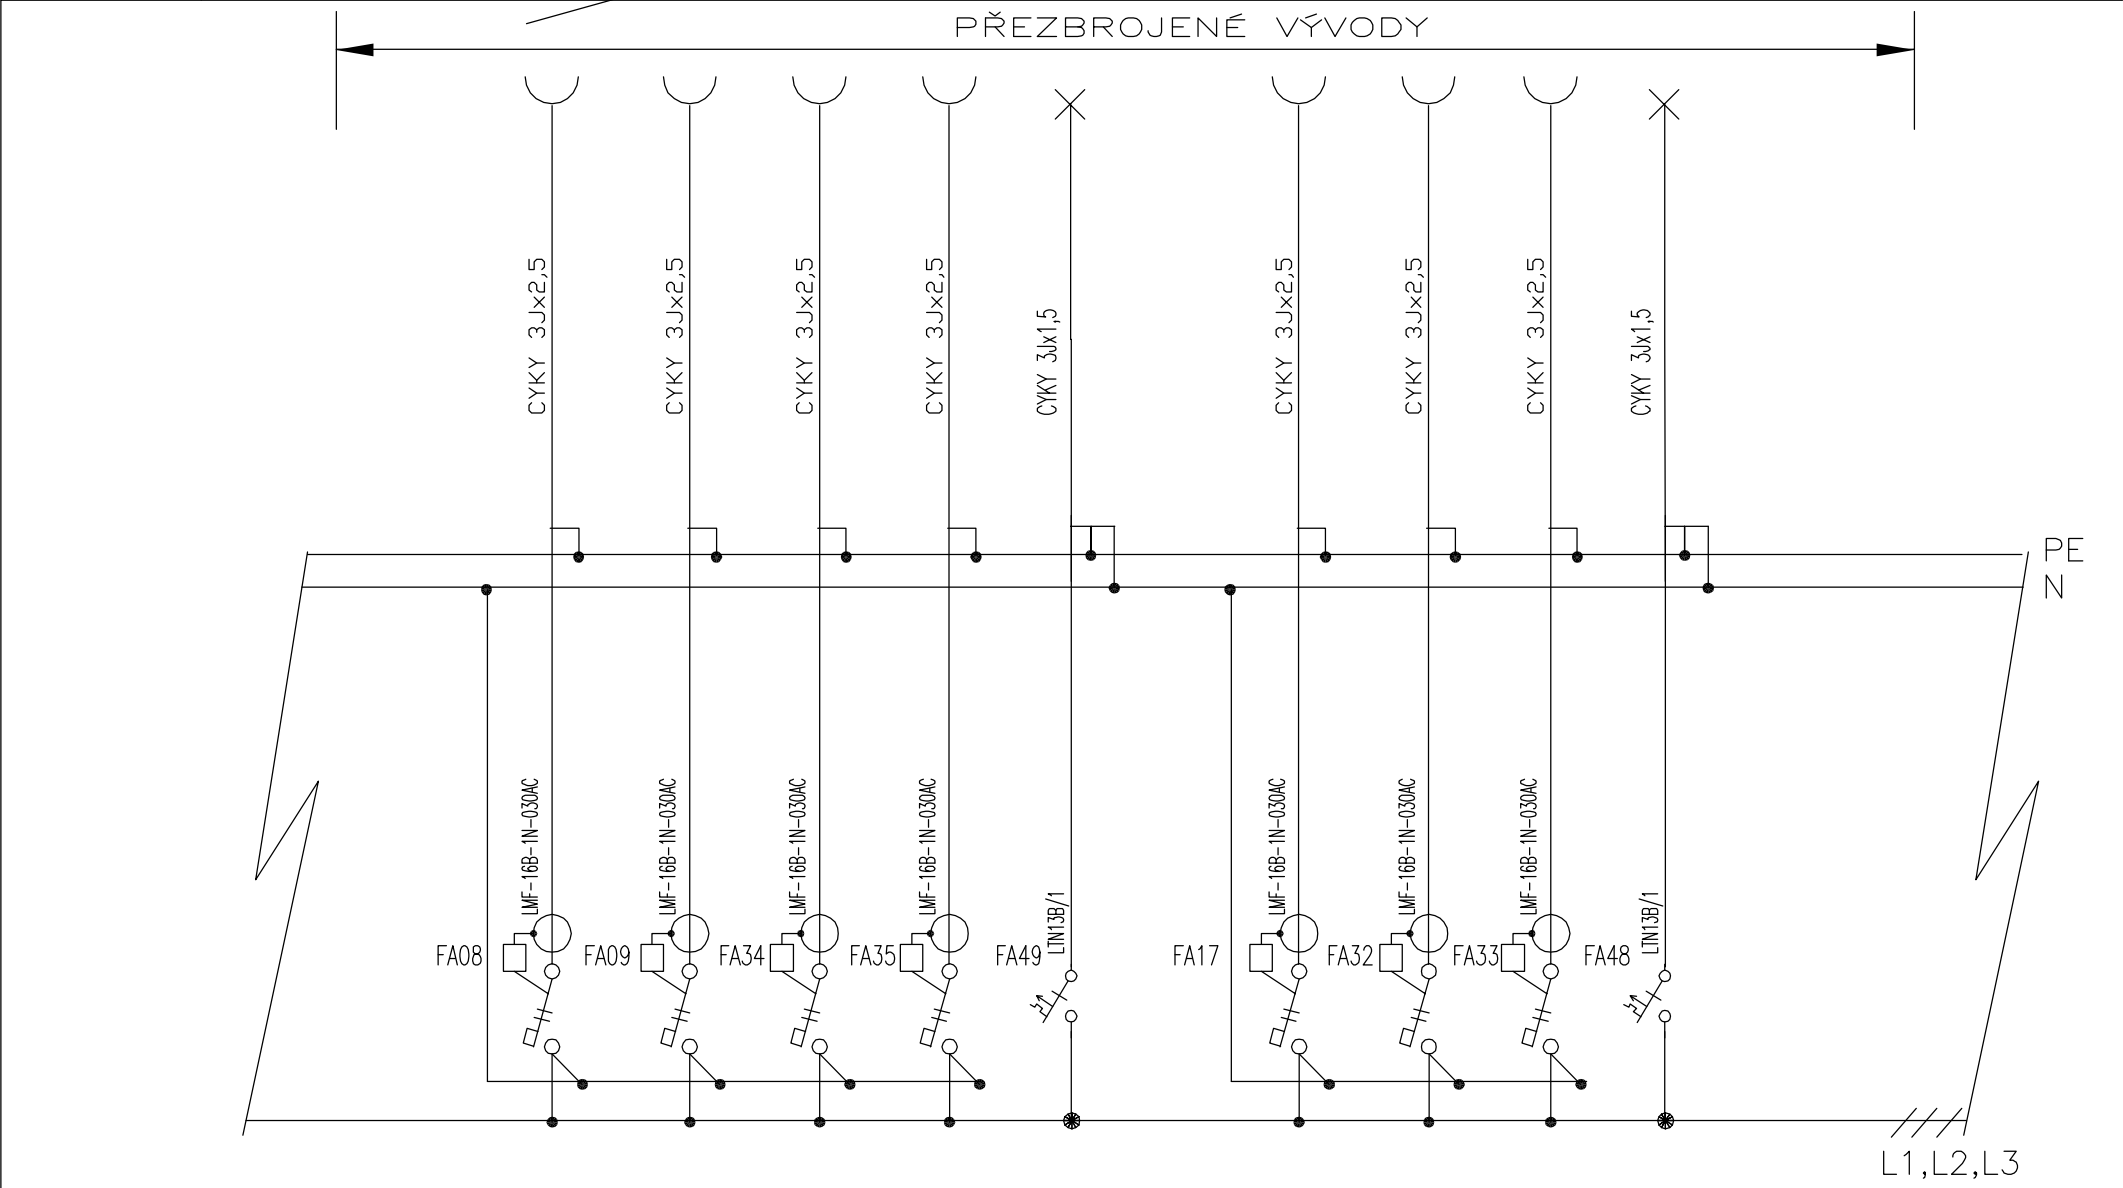 PŘEZBROJENÉ VÝVODY
CYKY 3Jx2,5
CYKY 3Jx2,5
CYKY 3Jx2,5
CYKY 3Jx2,5
CYKY 3Jx1,5
CYKY 3Jx2,5
CYKY 3Jx2,5
CYKY 3Jx2,5
CYKY 3Jx1,5
PE
N
LMF-16B-1N-030AC
LMF-16B-1N-030AC
LMF-16B-1N-030AC
LMF-16B-1N-030AC
LTN13B/1
LMF-16B-1N-030AC
LMF-16B-1N-030AC
LMF-16B-1N-030AC
LTN13B/1
FA08
FA09
FA34
FA35
FA49
FA17
FA32
FA33
FA48
L1,L2,L3